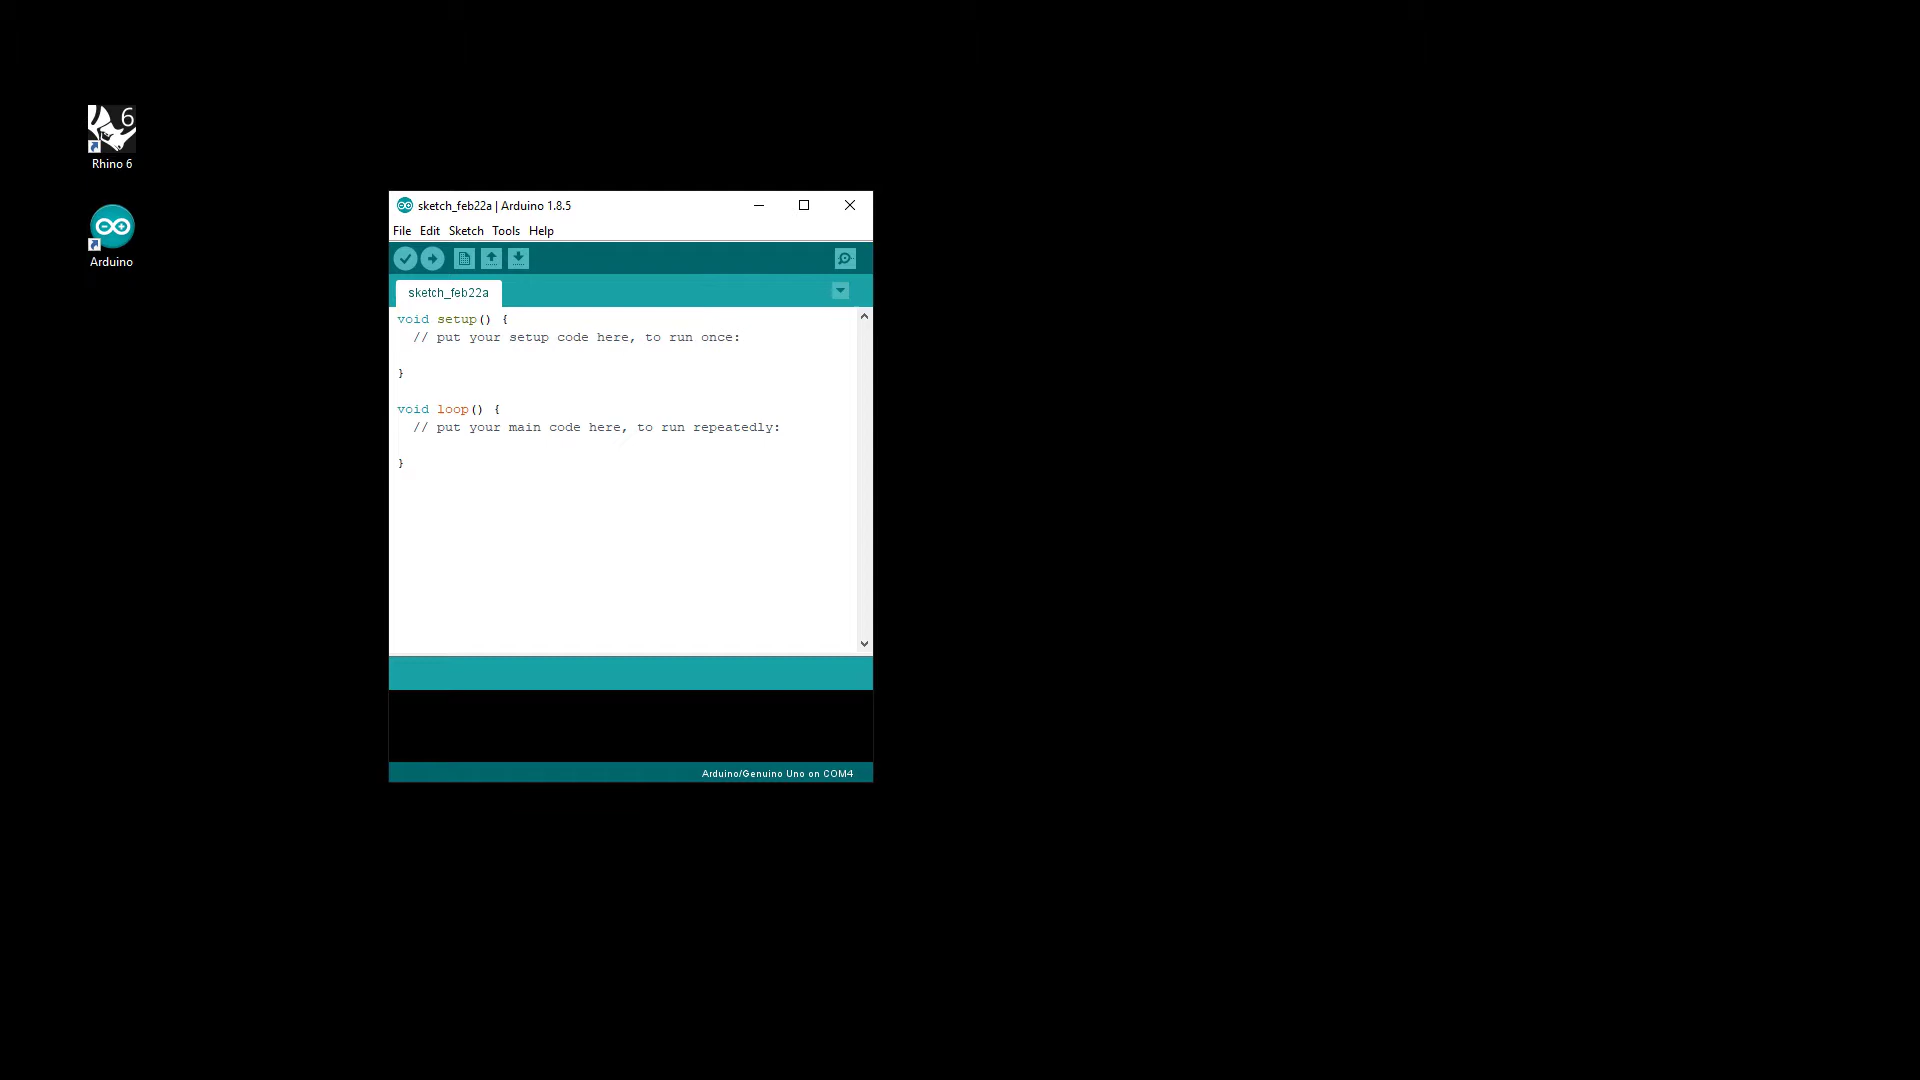 6
Rhino 6
Arduino
sketch_feb22a | Arduino 1.8.5
File Edit Sketch Tools Help
sketch_feb22a
void setup() {
  // put your setup code here, to run once:
}
void loop() {
  // put your main code here, to run repeatedly:
}
Arduino/Genuino Uno on COM4